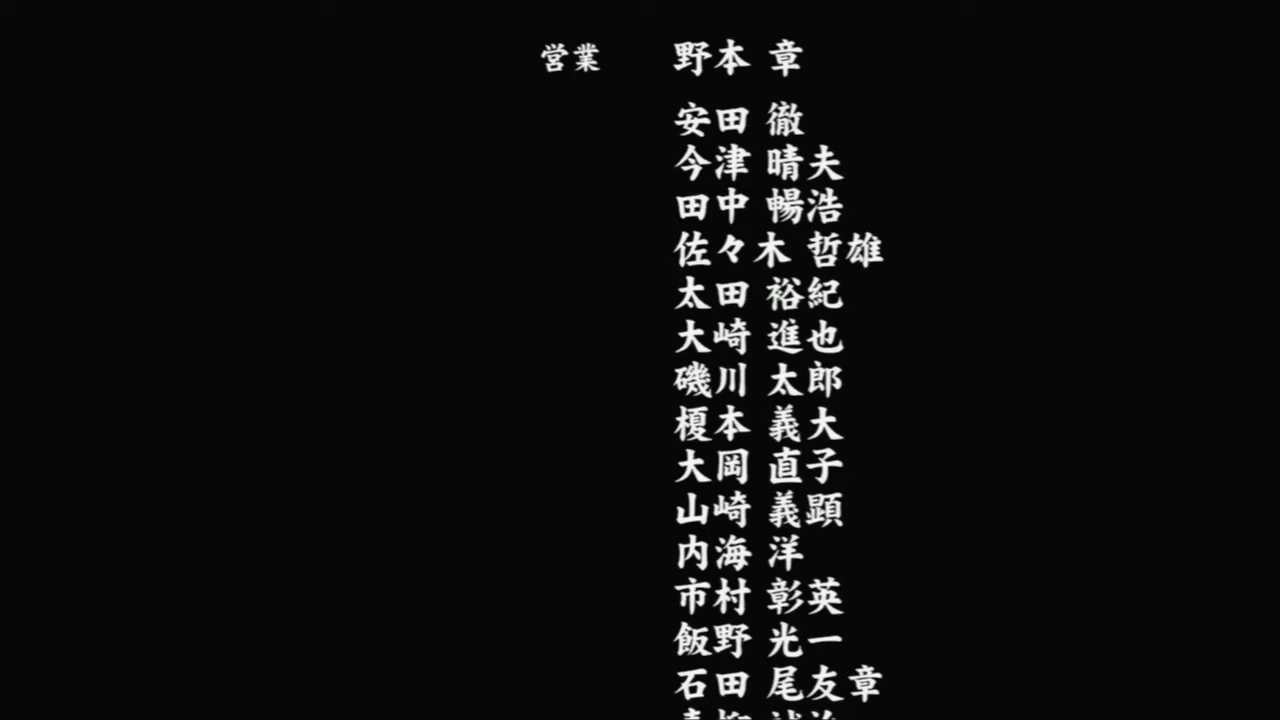 営業 野本 章
安田 徹
今津 晴夫
田中 暢浩
佐々木 哲雄
太田 裕紀
大崎 進也
磯川 太郎
榎本 義大
大岡 直子
山崎 義顕
内海 洋
市村 彰英
飯野 光一
石田 尾友章